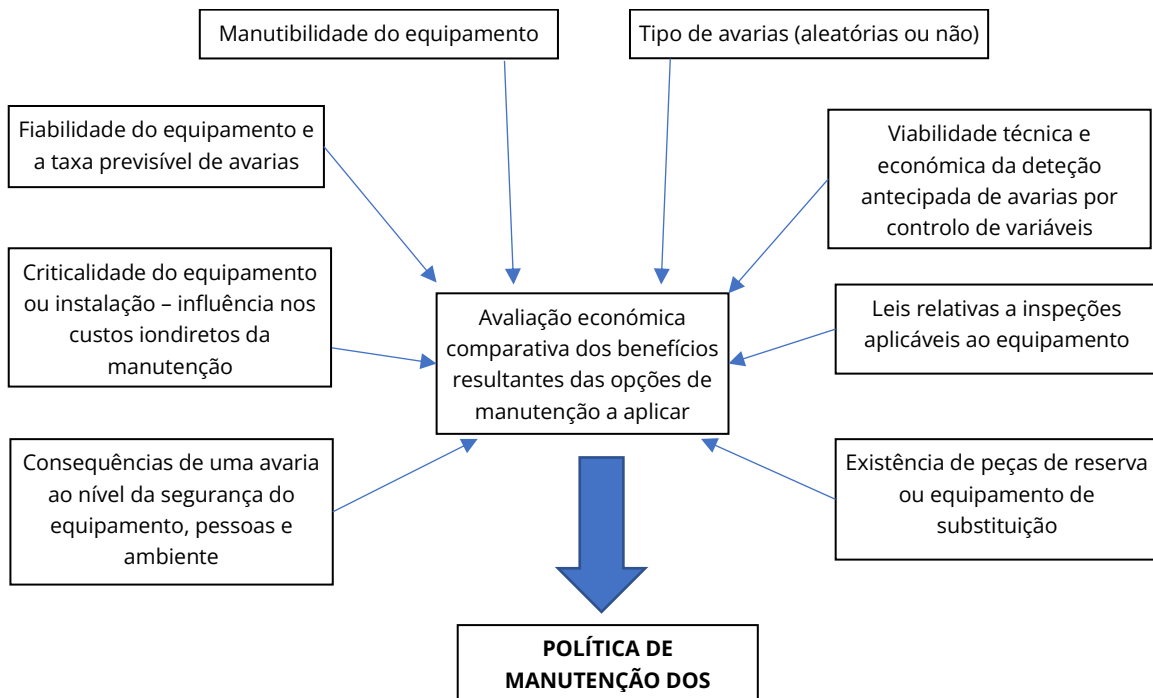 Manutibilidade do equipamento
Tipo de avarias (aleatórias ou não)
Fiabilidade do equipamento e
a taxa previsível de avarias
Viabilidade técnica e
económica da deteção
antecipada de avarias por
controlo de variáveis
Criticalidade do equipamento
ou instalação – influência nos
custos iondiretos da
manutenção
Avaliação económica
comparativa dos benefícios
resultantes das opções de
manutenção a aplicar
Leis relativas a inspeções
aplicáveis ao equipamento
Consequências de uma avaria
ao nível da segurança do
equipamento, pessoas e
ambiente
Existência de peças de reserva
ou equipamento de
substituição
POLÍTICA DE
MANUTENÇÃO DOS